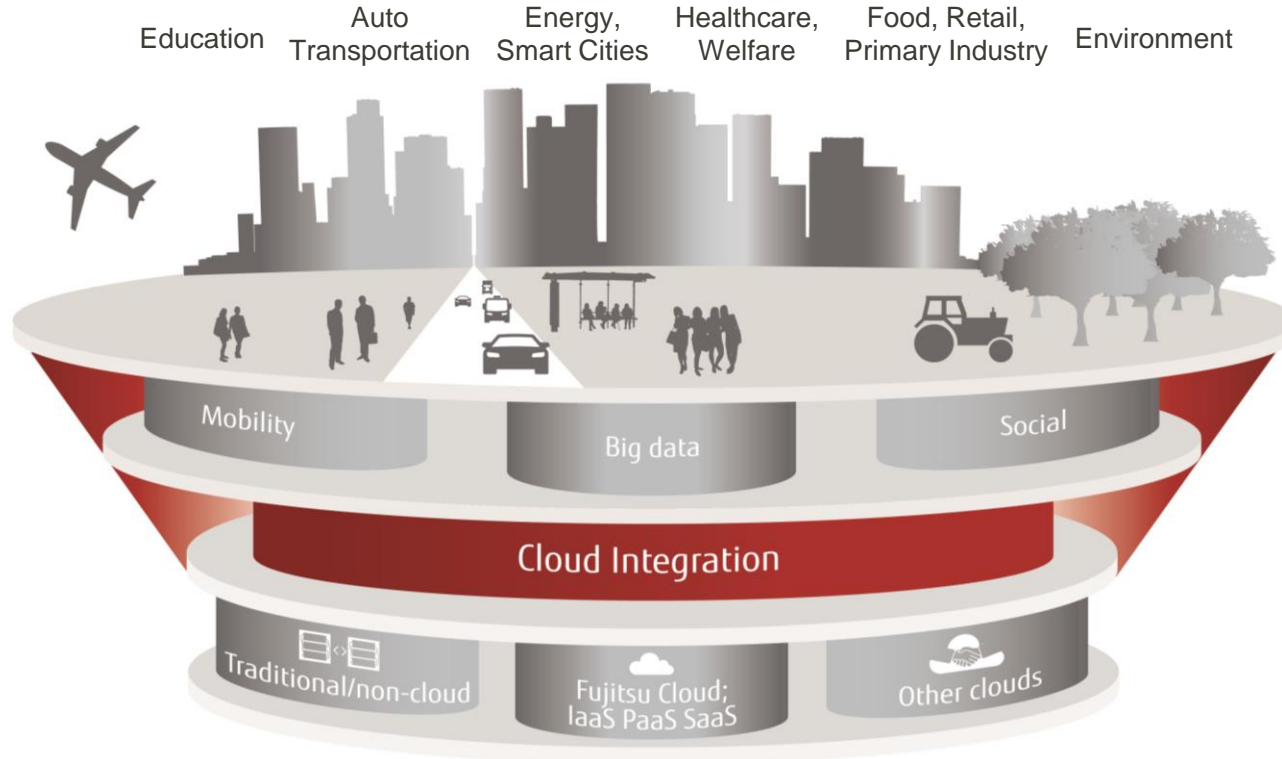 Education
Auto
Transportation
Energy,
Smart Cities
Healthcare,
Welfare
Food, Retail,
Primary Industry
Environment
Mobility
Big data
Social
Cloud Integration
Traditional/non-cloud
Fujitsu Cloud;
IaaS PaaS SaaS
Other clouds